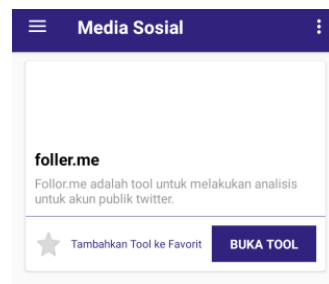 Media Sosial
foller.me
Follor.me adalah tool untuk melakukan analisis
untuk akun publik twitter.
Tambahkan Tool ke Favorit
BUKA TOOL